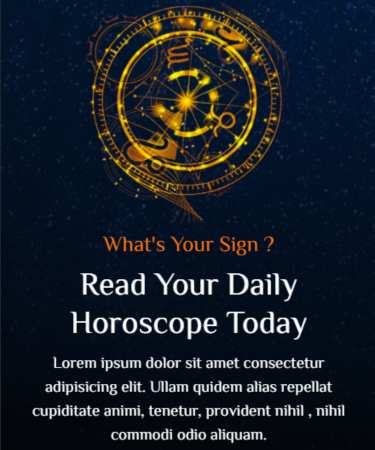 What's Your Sign ?
Read Your Daily
Horoscope Today
Lorem ipsum dolor sit amet consectetur
adipisicing elit. Ullam quidem alias repellat
cupiditate animi, tenetur, provident nihil , nihil
commodi odio aliquam.